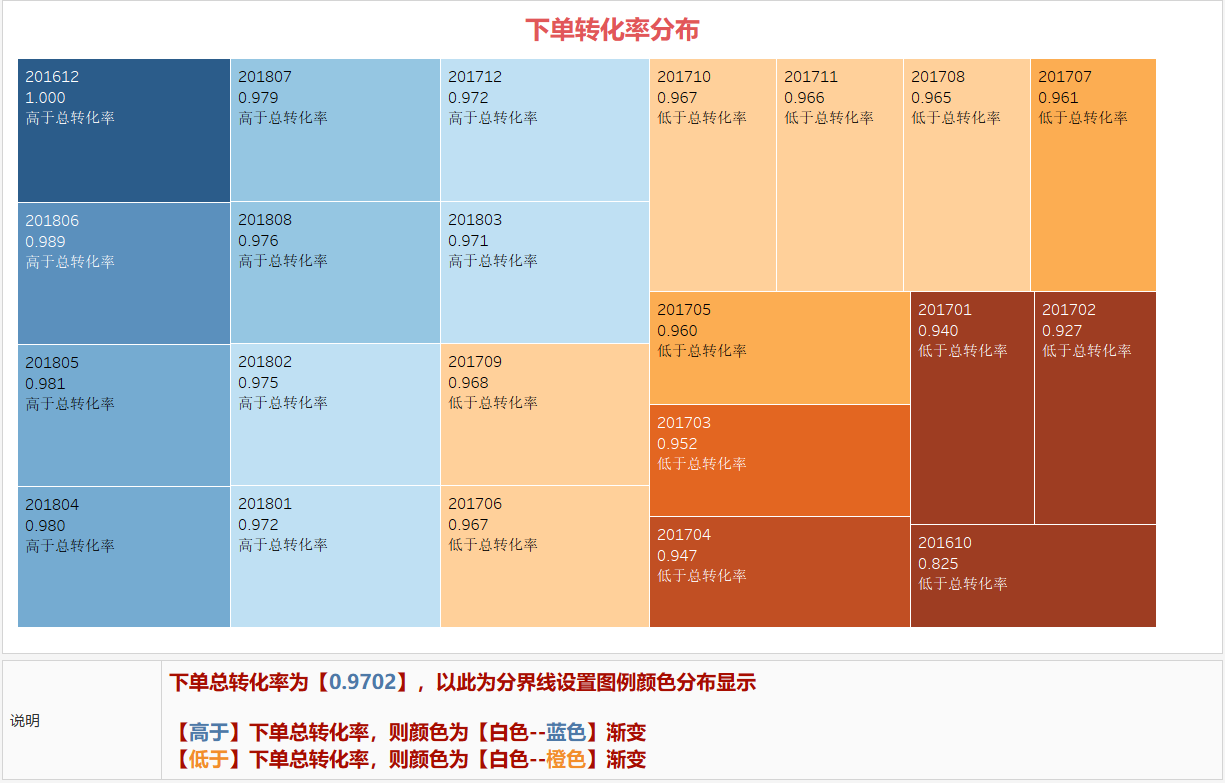 下单转化率分布
201612
1.000
高于总转化率
201806
0.989
高于总转化率
201805
0.981
高于总转化率
201804
0.980
高于总转化率
201807
0.979
高于总转化率
201808
0.976
高于总转化率
201802
0.975
高于总转化率
201801
0.972
高于总转化率
201712
0.972
高于总转化率
201803
0.971
高于总转化率
201709
0.968
低于总转化率
201706
0.967
低于总转化率
201710
0.967
低于总转化率
201711
0.966
低于总转化率
201708
0.965
低于总转化率
201707
0.961
低于总转化率
201705
0.960
低于总转化率
201703
0.952
低于总转化率
201704
0.947
低于总转化率
201701
0.940
低于总转化率
201702
0.927
低于总转化率
201610
0.825
低于总转化率
说明
下单总转化率为【0.9702】，以此为分界线设置图例颜色分布显示
【高于】下单总转化率，则颜色为【白色--蓝色】渐变
【低于】下单总转化率，则颜色为【白色--橙色】渐变